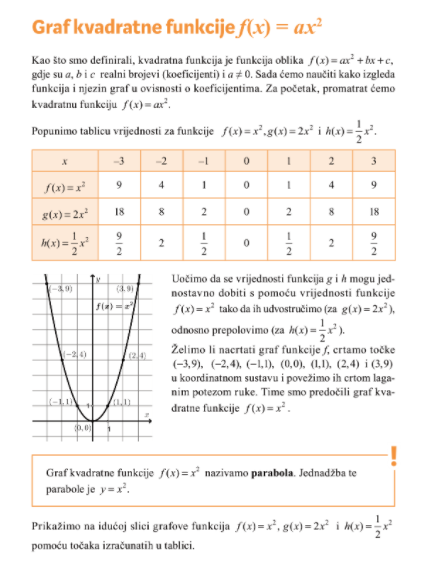 Graf kvadratne funkcije f(x) = ax²
Kao što smo definirali, kvadratna funkcija je funkcija oblika f(x) = ax² + bx + c,
gdje su a, b i c realni brojevi (koeficijenti) i a ≠ 0. Sada ćemo naučiti kako izgleda
funkcija i njezin graf u ovisnosti o koeficijentima. Za početak, promatrat ćemo
kvadratnu funkciju f(x) = ax².
Popunimo tablicu vrijednosti za funkcije f(x) = x², g(x) = 2x² i h(x) = 1/2 x².
x -3 -2 -1 0 1 2 3
f(x) = x² 9 4 1 0 1 4 9
g(x) = 2x² 18 8 2 0 2 8 18
h(x) = 1/2 x² 9/2 2 1/2 0 1/2 2 9/2
y
(-3, 9) (3, 9)
f(x) = x²
(-2, 4) (2, 4)
(-1, 1) 1 (1, 1)
x
(0, 0) 1
Uočimo da se vrijednosti funkcija g i h mogu jed-
nostavno dobiti s pomoću vrijednosti funkcije
f(x) = x² tako da ih udvostručimo (za g(x) = 2x²),
odnosno prepolovimo (za h(x) = 1/2 x²).
Želimo li nacrtati graf funkcije f, crtamo točke
(-3, 9), (-2, 4), (-1, 1), (0, 0), (1, 1), (2, 4) i (3, 9)
u koordinatnom sustavu i povežimo ih crtom laga-
nim potezom ruke. Time smo predočili graf kva-
dratne funkcije f(x) = x².
!
Graf kvadratne funkcije f(x) = x² nazivamo parabola. Jednadžba te
parabole je y = x².
Prikažimo na idućoj slici grafove funkcija f(x) = x², g(x) = 2x² i h(x) = 1/2 x²
pomoću točaka izračunatih u tablici.